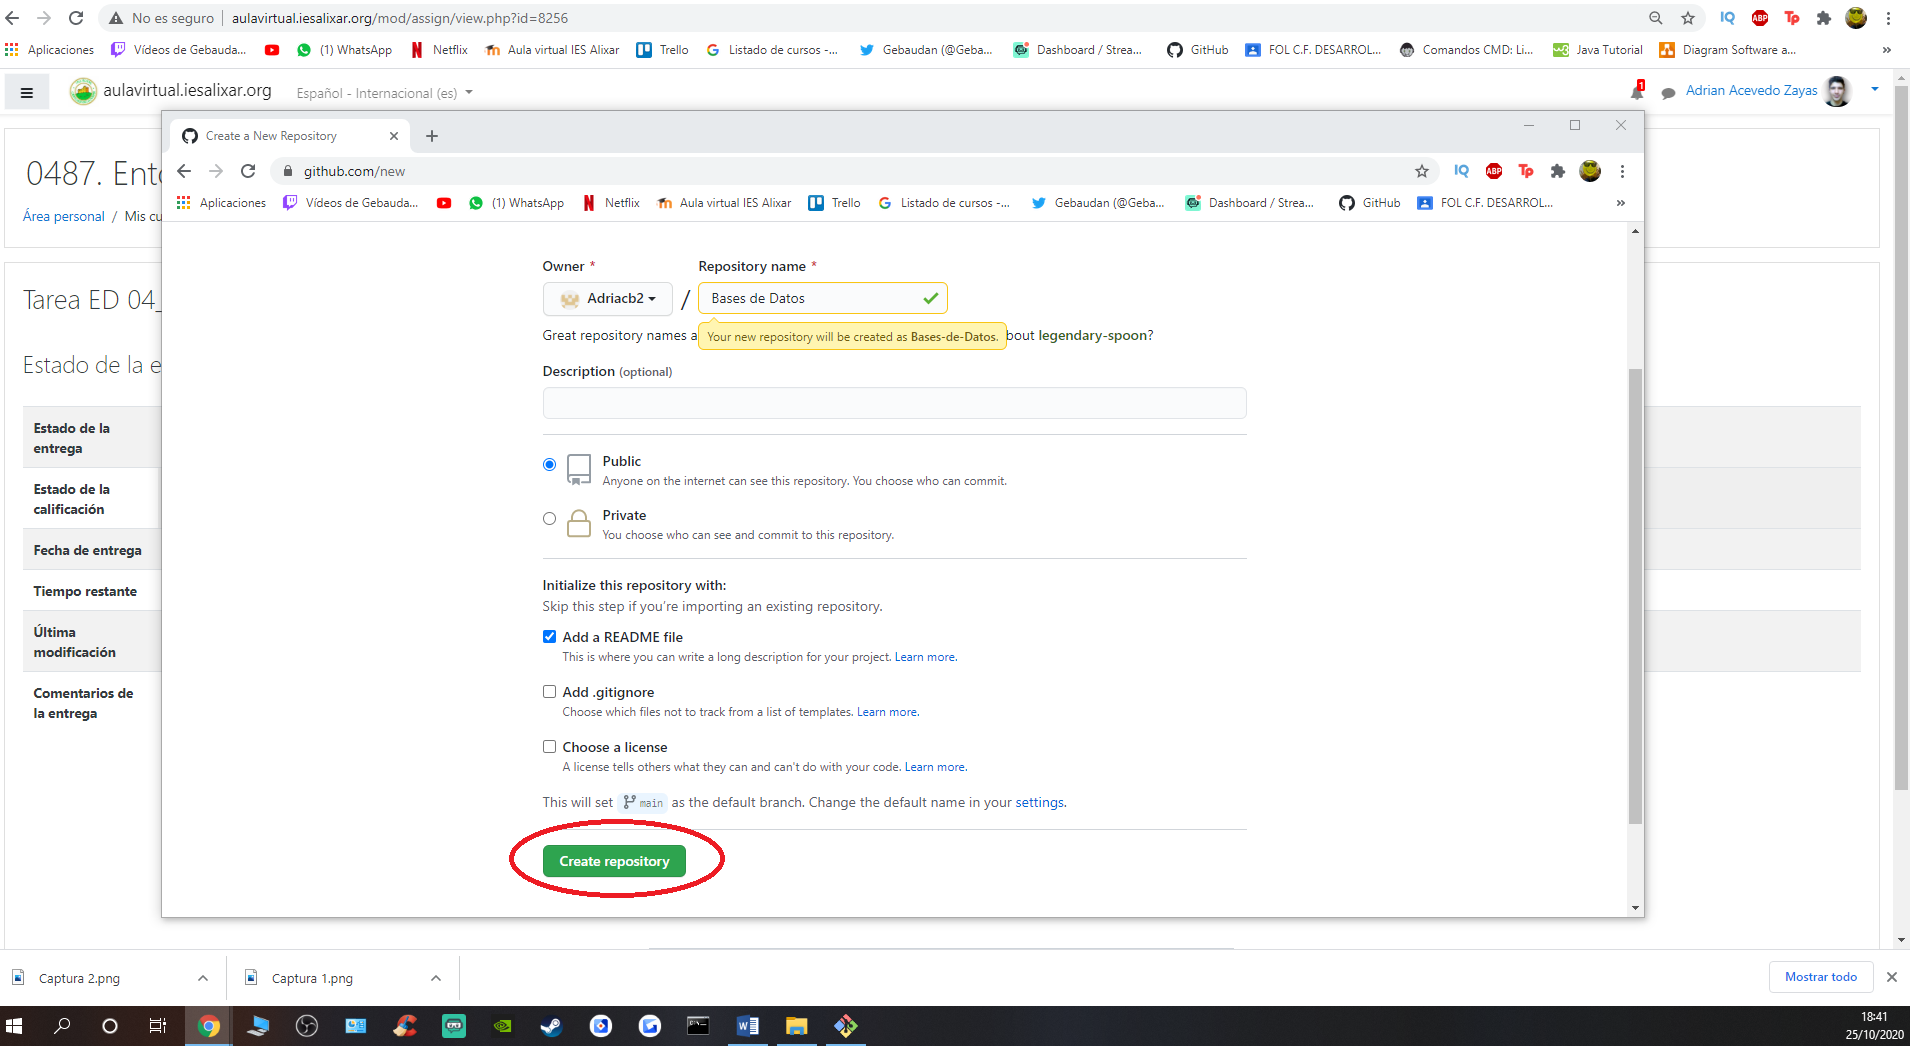 No es seguro | aulavirtual.iesalixar.org/mod/assign/view.php?id=8256
IQ ABP Tp
Aplicaciones Vídeos de Gebauda... (1) WhatsApp Netflix Aula virtual IES Alixar Trello Listado de cursos -... Gebaudan (@Geba... Dashboard / Strea... GitHub FOL C.F. DESARROL... Comandos CMD: Li... Java Tutorial Diagram Software a... »
aulavirtual.iesalixar.org Español - Internacional (es) 1 Adrian Acevedo Zayas
0487. Ento
Área personal / Mis cu
Tarea ED 04_
Estado de la e
Estado de la
entrega
Estado de la
calificación
Fecha de entrega
Tiempo restante
Última
modificación
Comentarios de
la entrega
Create a New Repository
github.com/new
IQ ABP Tp
Aplicaciones Vídeos de Gebauda... (1) WhatsApp Netflix Aula virtual IES Alixar Trello Listado de cursos -... Gebaudan (@Geba... Dashboard / Strea... GitHub FOL C.F. DESARROL... »
Owner * Repository name *
Adriacb2 / Bases de Datos
Great repository names a
Your new repository will be created as Bases-de-Datos.
bout legendary-spoon?
Description (optional)
Public
Anyone on the internet can see this repository. You choose who can commit.
Private
You choose who can see and commit to this repository.
Initialize this repository with:
Skip this step if you're importing an existing repository.
Add a README file
This is where you can write a long description for your project. Learn more.
Add .gitignore
Choose which files not to track from a list of templates. Learn more.
Choose a license
A license tells others what they can and can't do with your code. Learn more.
This will set main as the default branch. Change the default name in your settings.
Create repository
Captura 2.png Captura 1.png Mostrar todo
18:41
25/10/2020